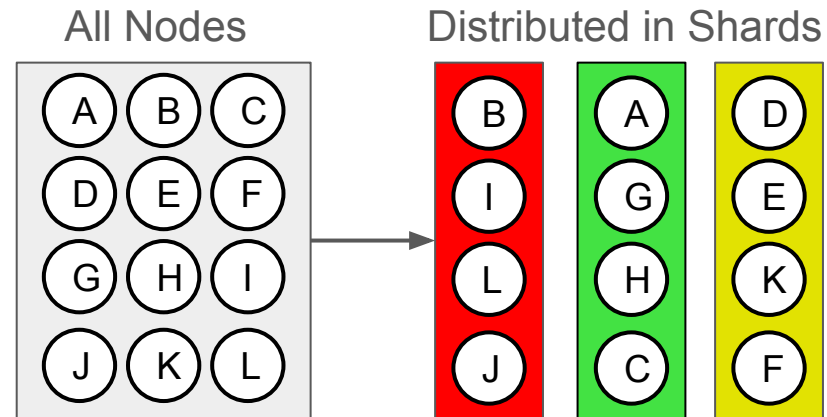 All Nodes
A B C
D E F
G H I
J K L
Distributed in Shards
B A D
I G E
L H K
J C F